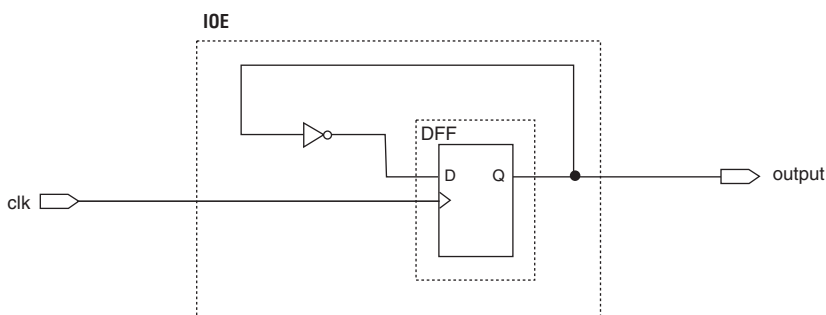 IOE
DFF
D Q
clk
output